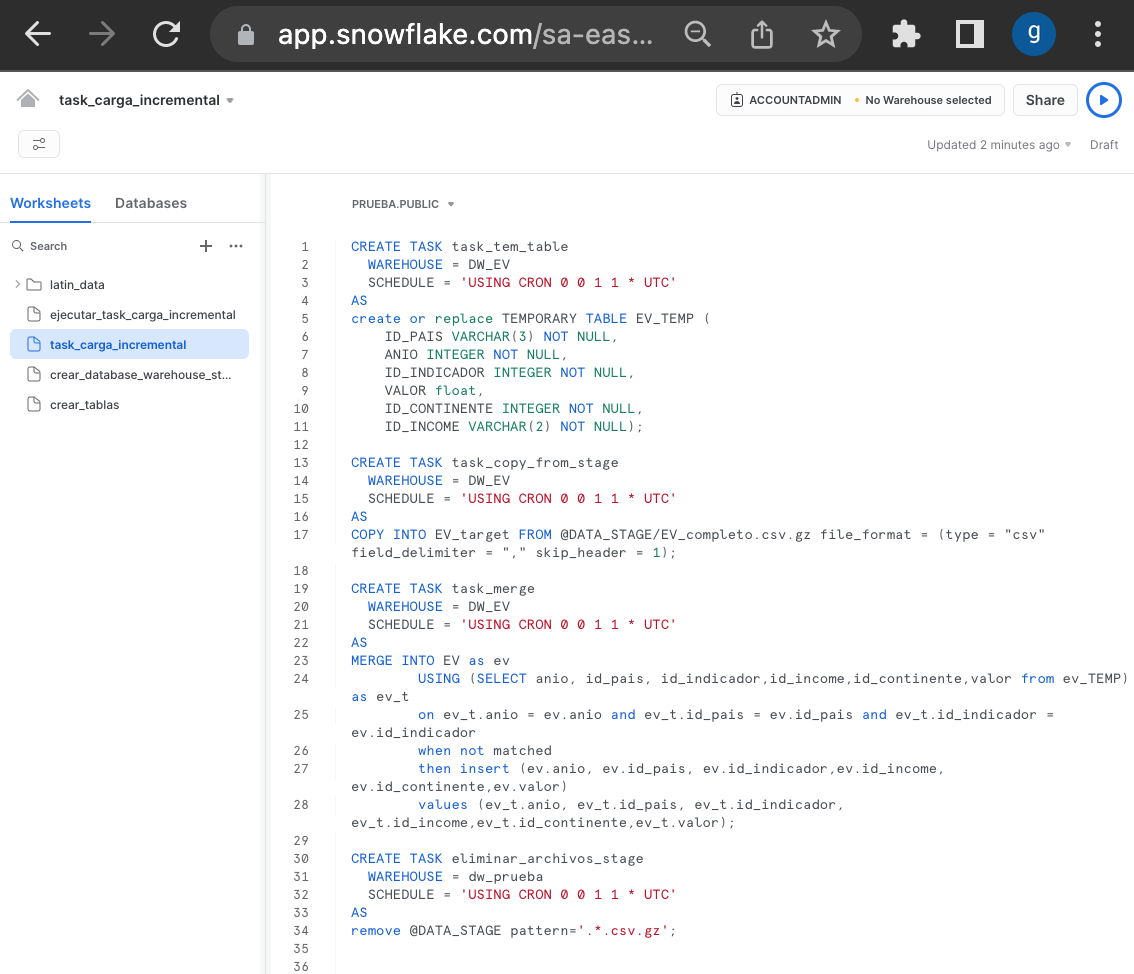 app.snowflake.com/sa-eas...
g
task_carga_incremental
ACCOUNTADMIN • No Warehouse selected
Share
Updated 2 minutes ago
Draft
Worksheets
Databases
Search
latin_data
ejecutar_task_carga_incremental
task_carga_incremental
crear_database_warehouse_st...
crear_tablas
PRUEBA.PUBLIC
1 CREATE TASK task_tem_table
2 WAREHOUSE = DW_EV
3 SCHEDULE = 'USING CRON 0 0 1 1 * UTC'
4 AS
5 create or replace TEMPORARY TABLE EV_TEMP (
6 ID_PAIS VARCHAR(3) NOT NULL,
7 ANIO INTEGER NOT NULL,
8 ID_INDICADOR INTEGER NOT NULL,
9 VALOR float,
10 ID_CONTINENTE INTEGER NOT NULL,
11 ID_INCOME VARCHAR(2) NOT NULL);
12
13 CREATE TASK task_copy_from_stage
14 WAREHOUSE = DW_EV
15 SCHEDULE = 'USING CRON 0 0 1 1 * UTC'
16 AS
17 COPY INTO EV_target FROM @DATA_STAGE/EV_completo.csv.gz file_format = (type = "csv"
field_delimiter = "," skip_header = 1);
18
19 CREATE TASK task_merge
20 WAREHOUSE = DW_EV
21 SCHEDULE = 'USING CRON 0 0 1 1 * UTC'
22 AS
23 MERGE INTO EV as ev
24 USING (SELECT anio, id_pais, id_indicador,id_income,id_continente,valor from ev_TEMP)
as ev_t
25 on ev_t.anio = ev.anio and ev_t.id_pais = ev.id_pais and ev_t.id_indicador =
ev.id_indicador
26 when not matched
27 then insert (ev.anio, ev.id_pais, ev.id_indicador,ev.id_income,
ev.id_continente,ev.valor)
28 values (ev_t.anio, ev_t.id_pais, ev_t.id_indicador,
ev_t.id_income,ev_t.id_continente,ev_t.valor);
29
30 CREATE TASK eliminar_archivos_stage
31 WAREHOUSE = dw_prueba
32 SCHEDULE = 'USING CRON 0 0 1 1 * UTC'
33 AS
34 remove @DATA_STAGE pattern='.*.csv.gz';
35
36